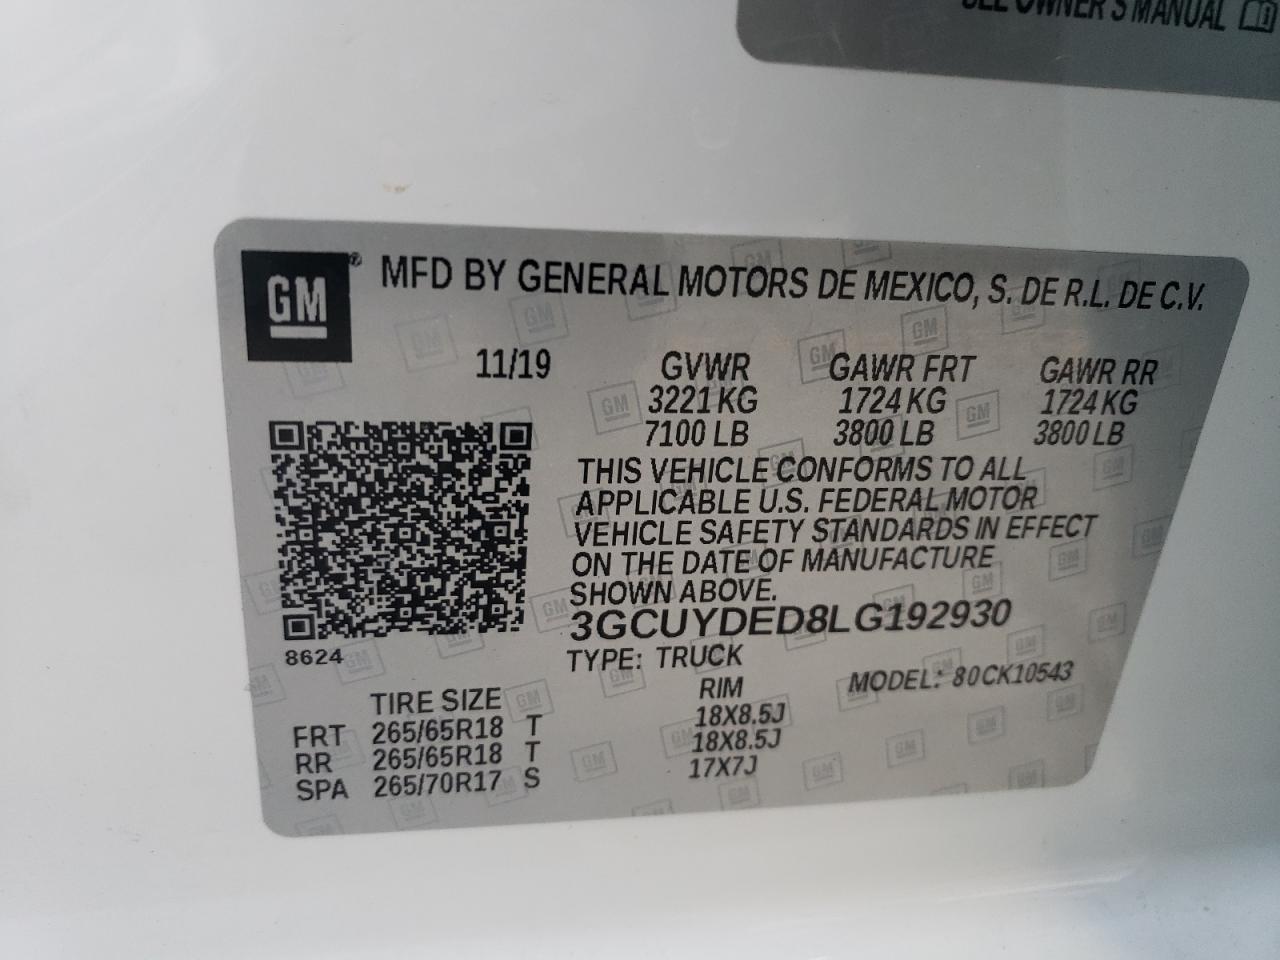 OWNER'S MANUAL
GM ® MFD BY GENERAL MOTORS DE MEXICO, S. DE R.L. DE C.V.
11/19 GVWR GAWR FRT GAWR RR
3221 KG 1724 KG 1724 KG
7100 LB 3800 LB 3800 LB
THIS VEHICLE CONFORMS TO ALL
APPLICABLE U.S. FEDERAL MOTOR
VEHICLE SAFETY STANDARDS IN EFFECT
ON THE DATE OF MANUFACTURE
SHOWN ABOVE.
3GCUYDED8LG192930
8624
TYPE: TRUCK
MODEL: 80CK10543
TIRE SIZE RIM
FRT 265/65R18 T 18X8.5J
RR 265/65R18 T 18X8.5J
SPA 265/70R17 S 17X7J